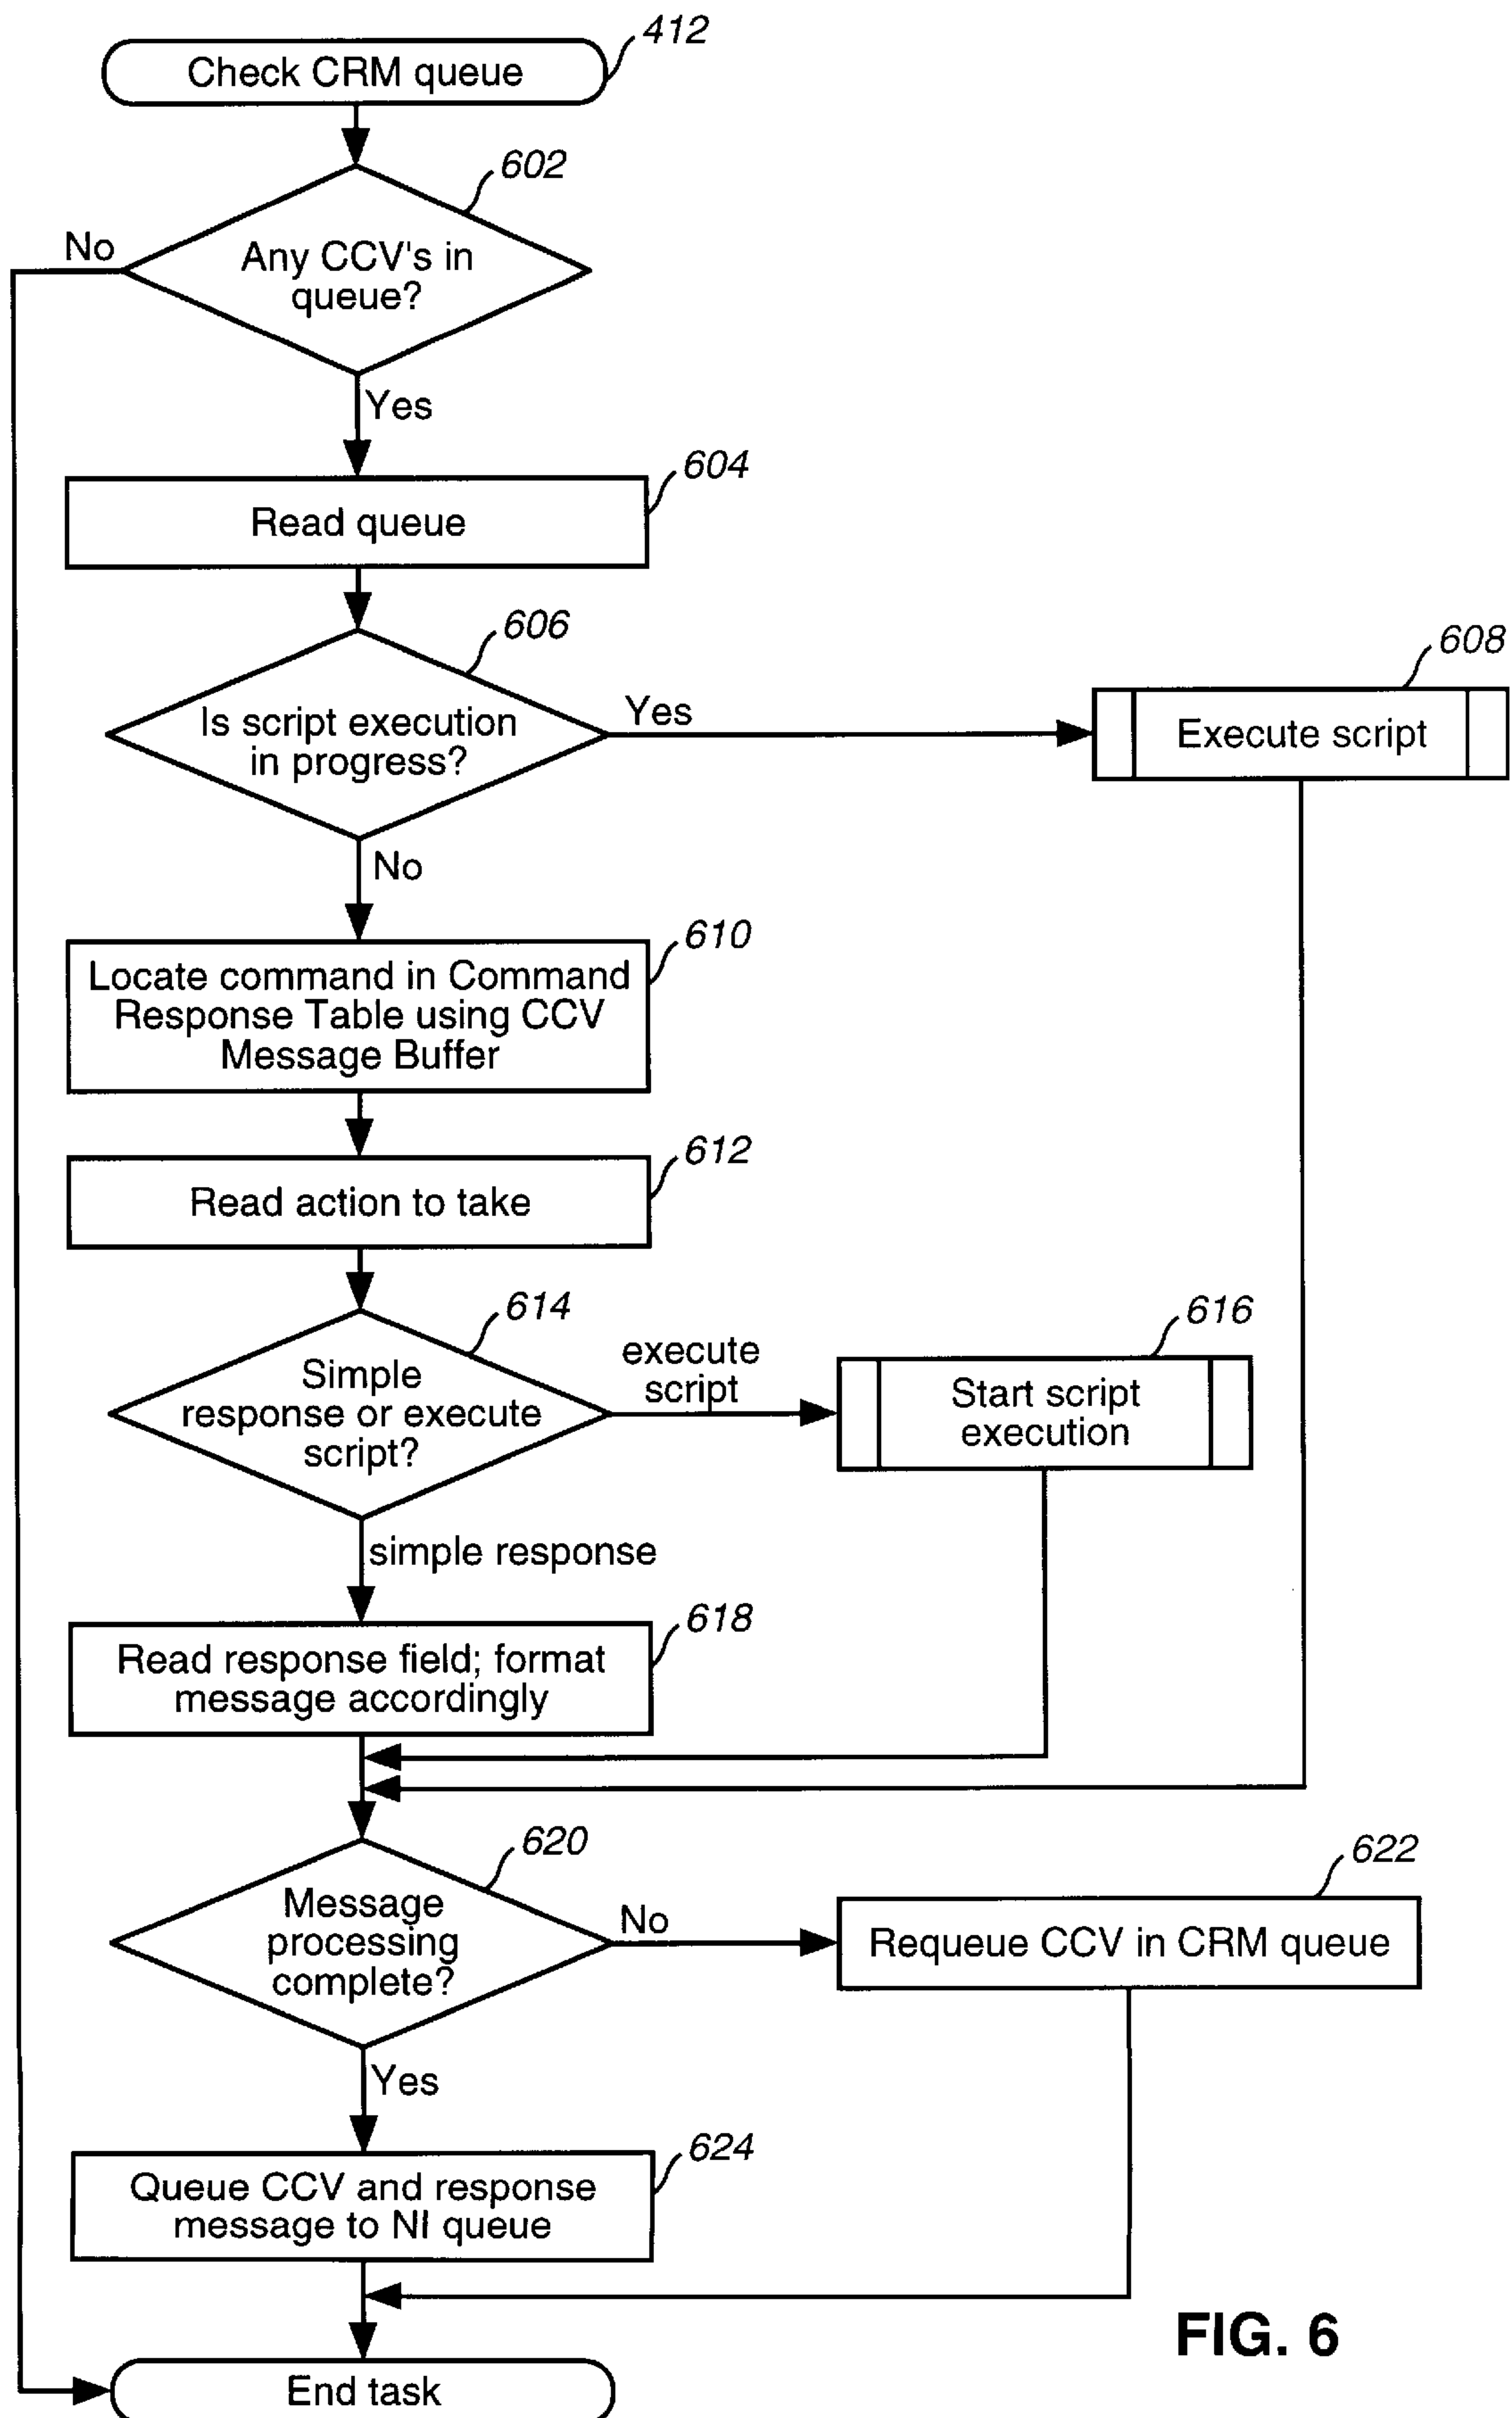 412
Check CRM queue
602
No
Any CCV's in
queue?
Yes
604
Read queue
606
608
Is script execution
in progress?
Yes
Execute script
No
610
Locate command in Command
Response Table using CCV
Message Buffer
612
Read action to take
614
616
Simple
response or execute
script?
execute
script
Start script
execution
simple response
618
Read response field; format
message accordingly
620
622
Message
processing
complete?
No
Requeue CCV in CRM queue
Yes
624
Queue CCV and response
message to NI queue
FIG. 6
End task